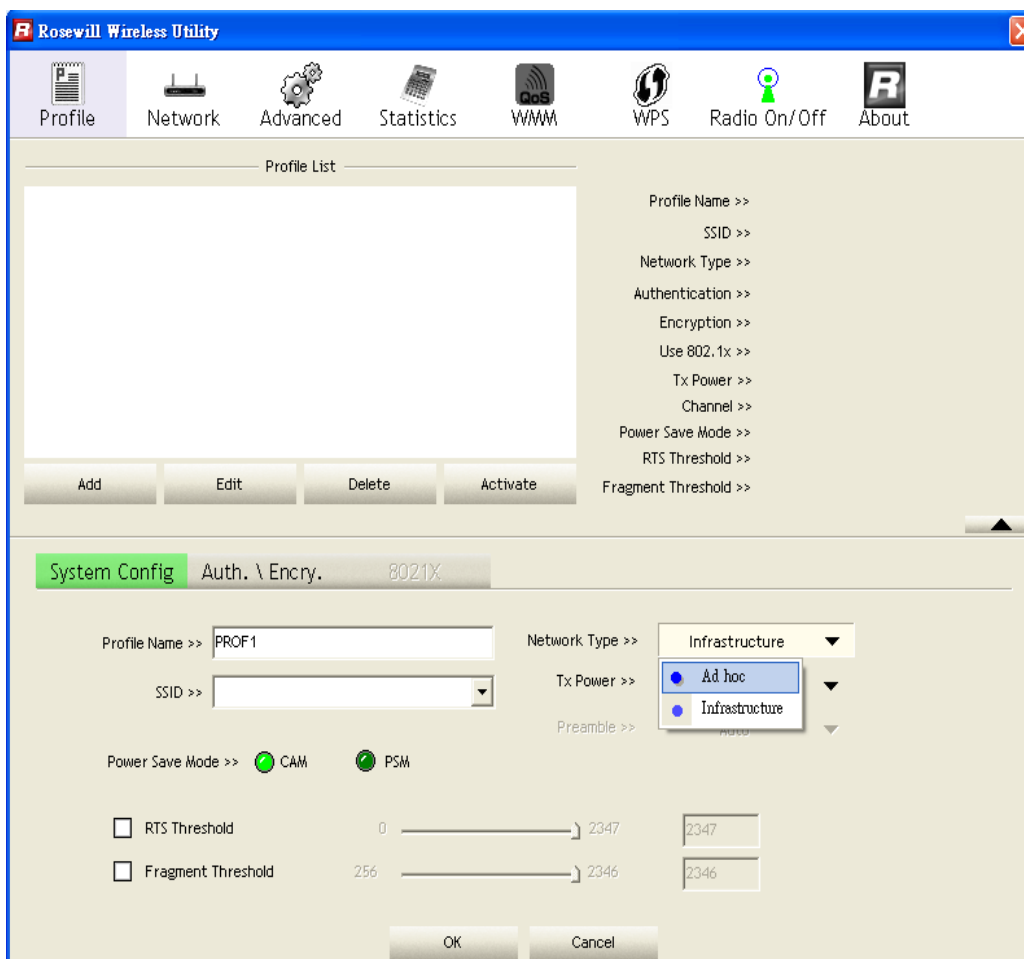 R Rosewill Wireless Utility
Profile Network Advanced Statistics QoS WMM WPS Radio On/Off R About
Profile List
Profile Name >>
SSID >>
Network Type >>
Authentication >>
Encryption >>
Use 802.1x >>
Tx Power >>
Channel >>
Power Save Mode >>
RTS Threshold >>
Fragment Threshold >>
Add Edit Delete Activate
System Config Auth. \ Encry. 8021X
Profile Name >> PROF1 Network Type >> Infrastructure
SSID >> Tx Power >> Ad hoc
Infrastructure
Preamble >> Auto
Power Save Mode >> CAM PSM
RTS Threshold 0 2347 2347
Fragment Threshold 256 2346 2346
OK Cancel